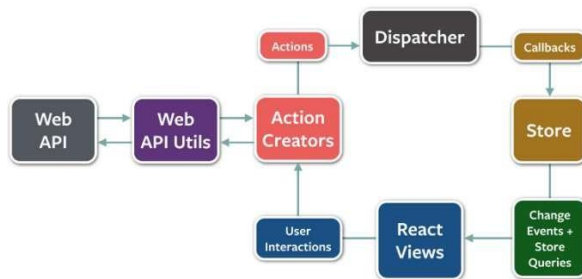 Actions
Dispatcher
Callbacks
Web
API
Web
API Utils
Action
Creators
Store
User
Interactions
React
Views
Change
Events +
Store
Queries